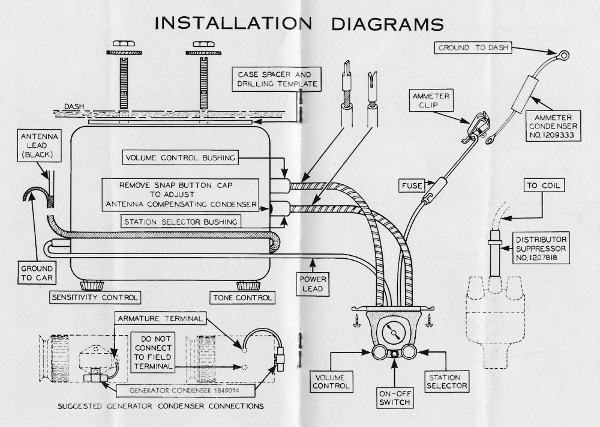 INSTALLATION DIAGRAMS
GROUND TO DASH
CASE SPACER AND
DRILLING TEMPLATE
DASH
AMMETER
CLIP
AMMETER
CONDENSER
NO. 1209333
ANTENNA
LEAD
(BLACK)
VOLUME CONTROL BUSHING
REMOVE SNAP BUTTON CAP
TO ADJUST
ANTENNA COMPENSATING CONDENSER
STATION SELECTOR BUSHING
FUSE
TO COIL
DISTRIBUTOR
SUPPRESSOR
NO. 1207818
GROUND
TO CAR
POWER
LEAD
SENSITIVITY CONTROL
TONE CONTROL
ARMATURE TERMINAL
DO NOT
CONNECT
TO FIELD
TERMINAL
GENERATOR CONDENSER 1849014
SUGGESTED GENERATOR CONDENSER CONNECTIONS
VOLUME
CONTROL
ON-OFF
SWITCH
STATION
SELECTOR